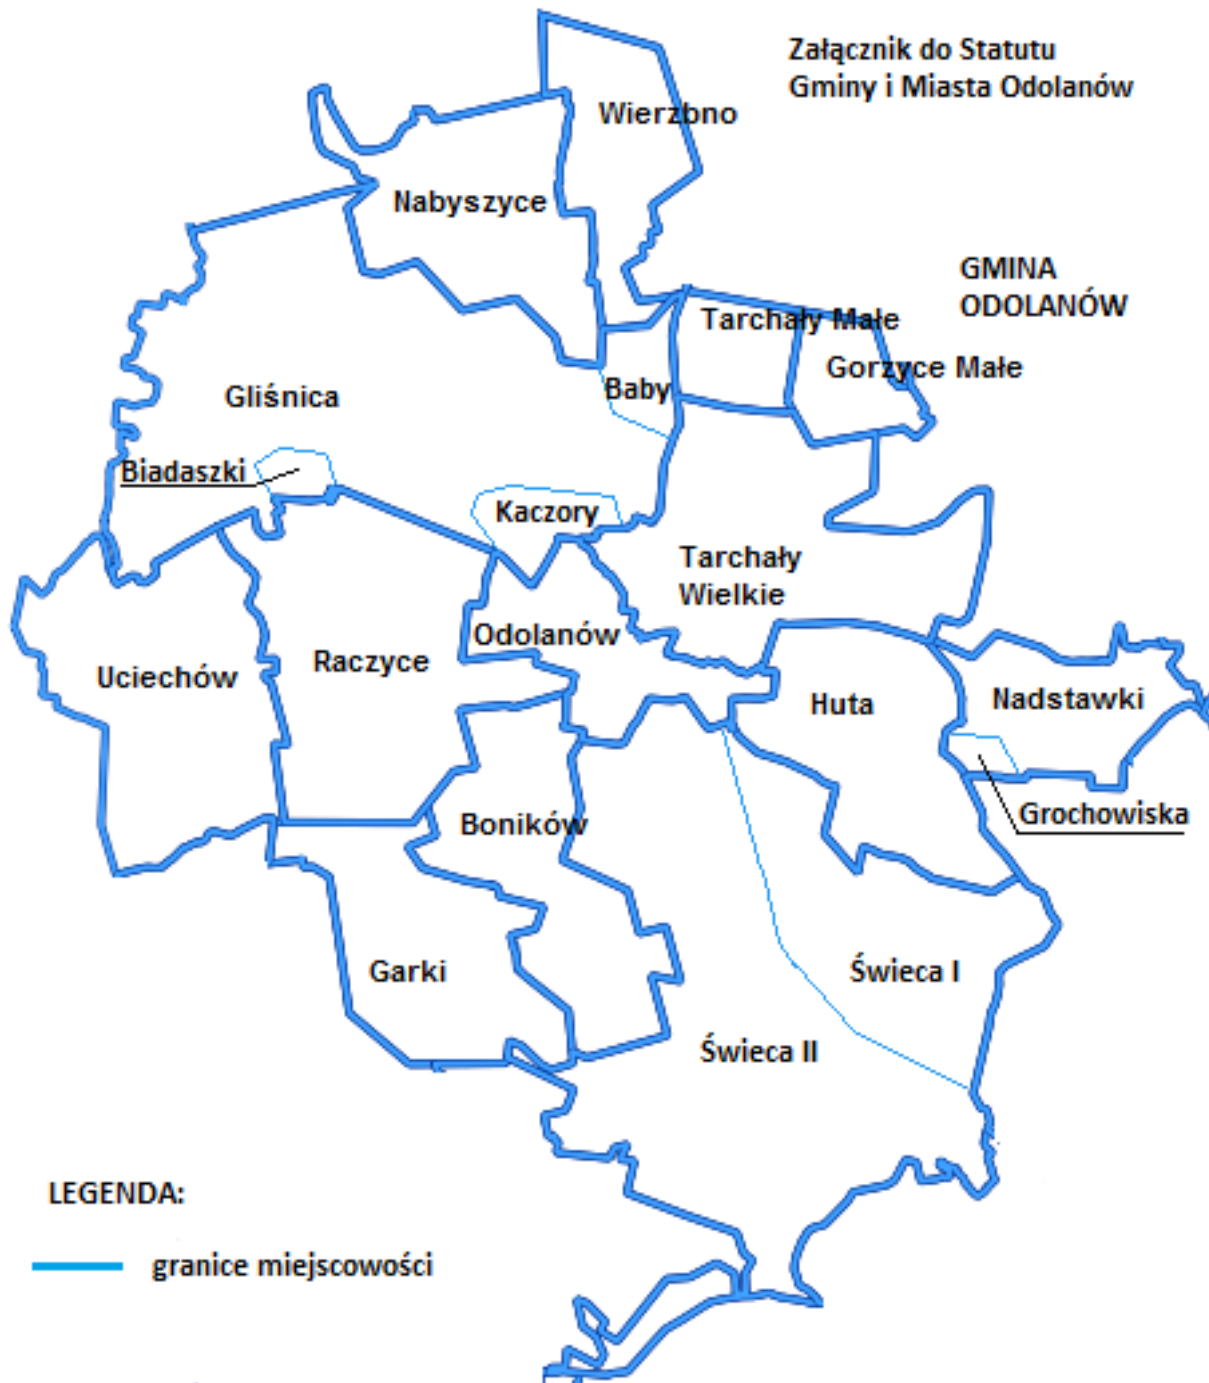 Załącznik do Statutu
Gminy i Miasta Odolanów
Wierzbno
Nabyszyce
GMINA
ODOLANÓW
Tarchały Małe
Gorzyce Małe
Baby
Gliśnica
Biadaszki
Kaczory
Tarchały
Wielkie
Odolanów
Raczyce
Uciechów
Huta
Nadstawki
Grochowiska
Boników
Garki
Świeca I
Świeca II
LEGENDA:
granice miejscowości